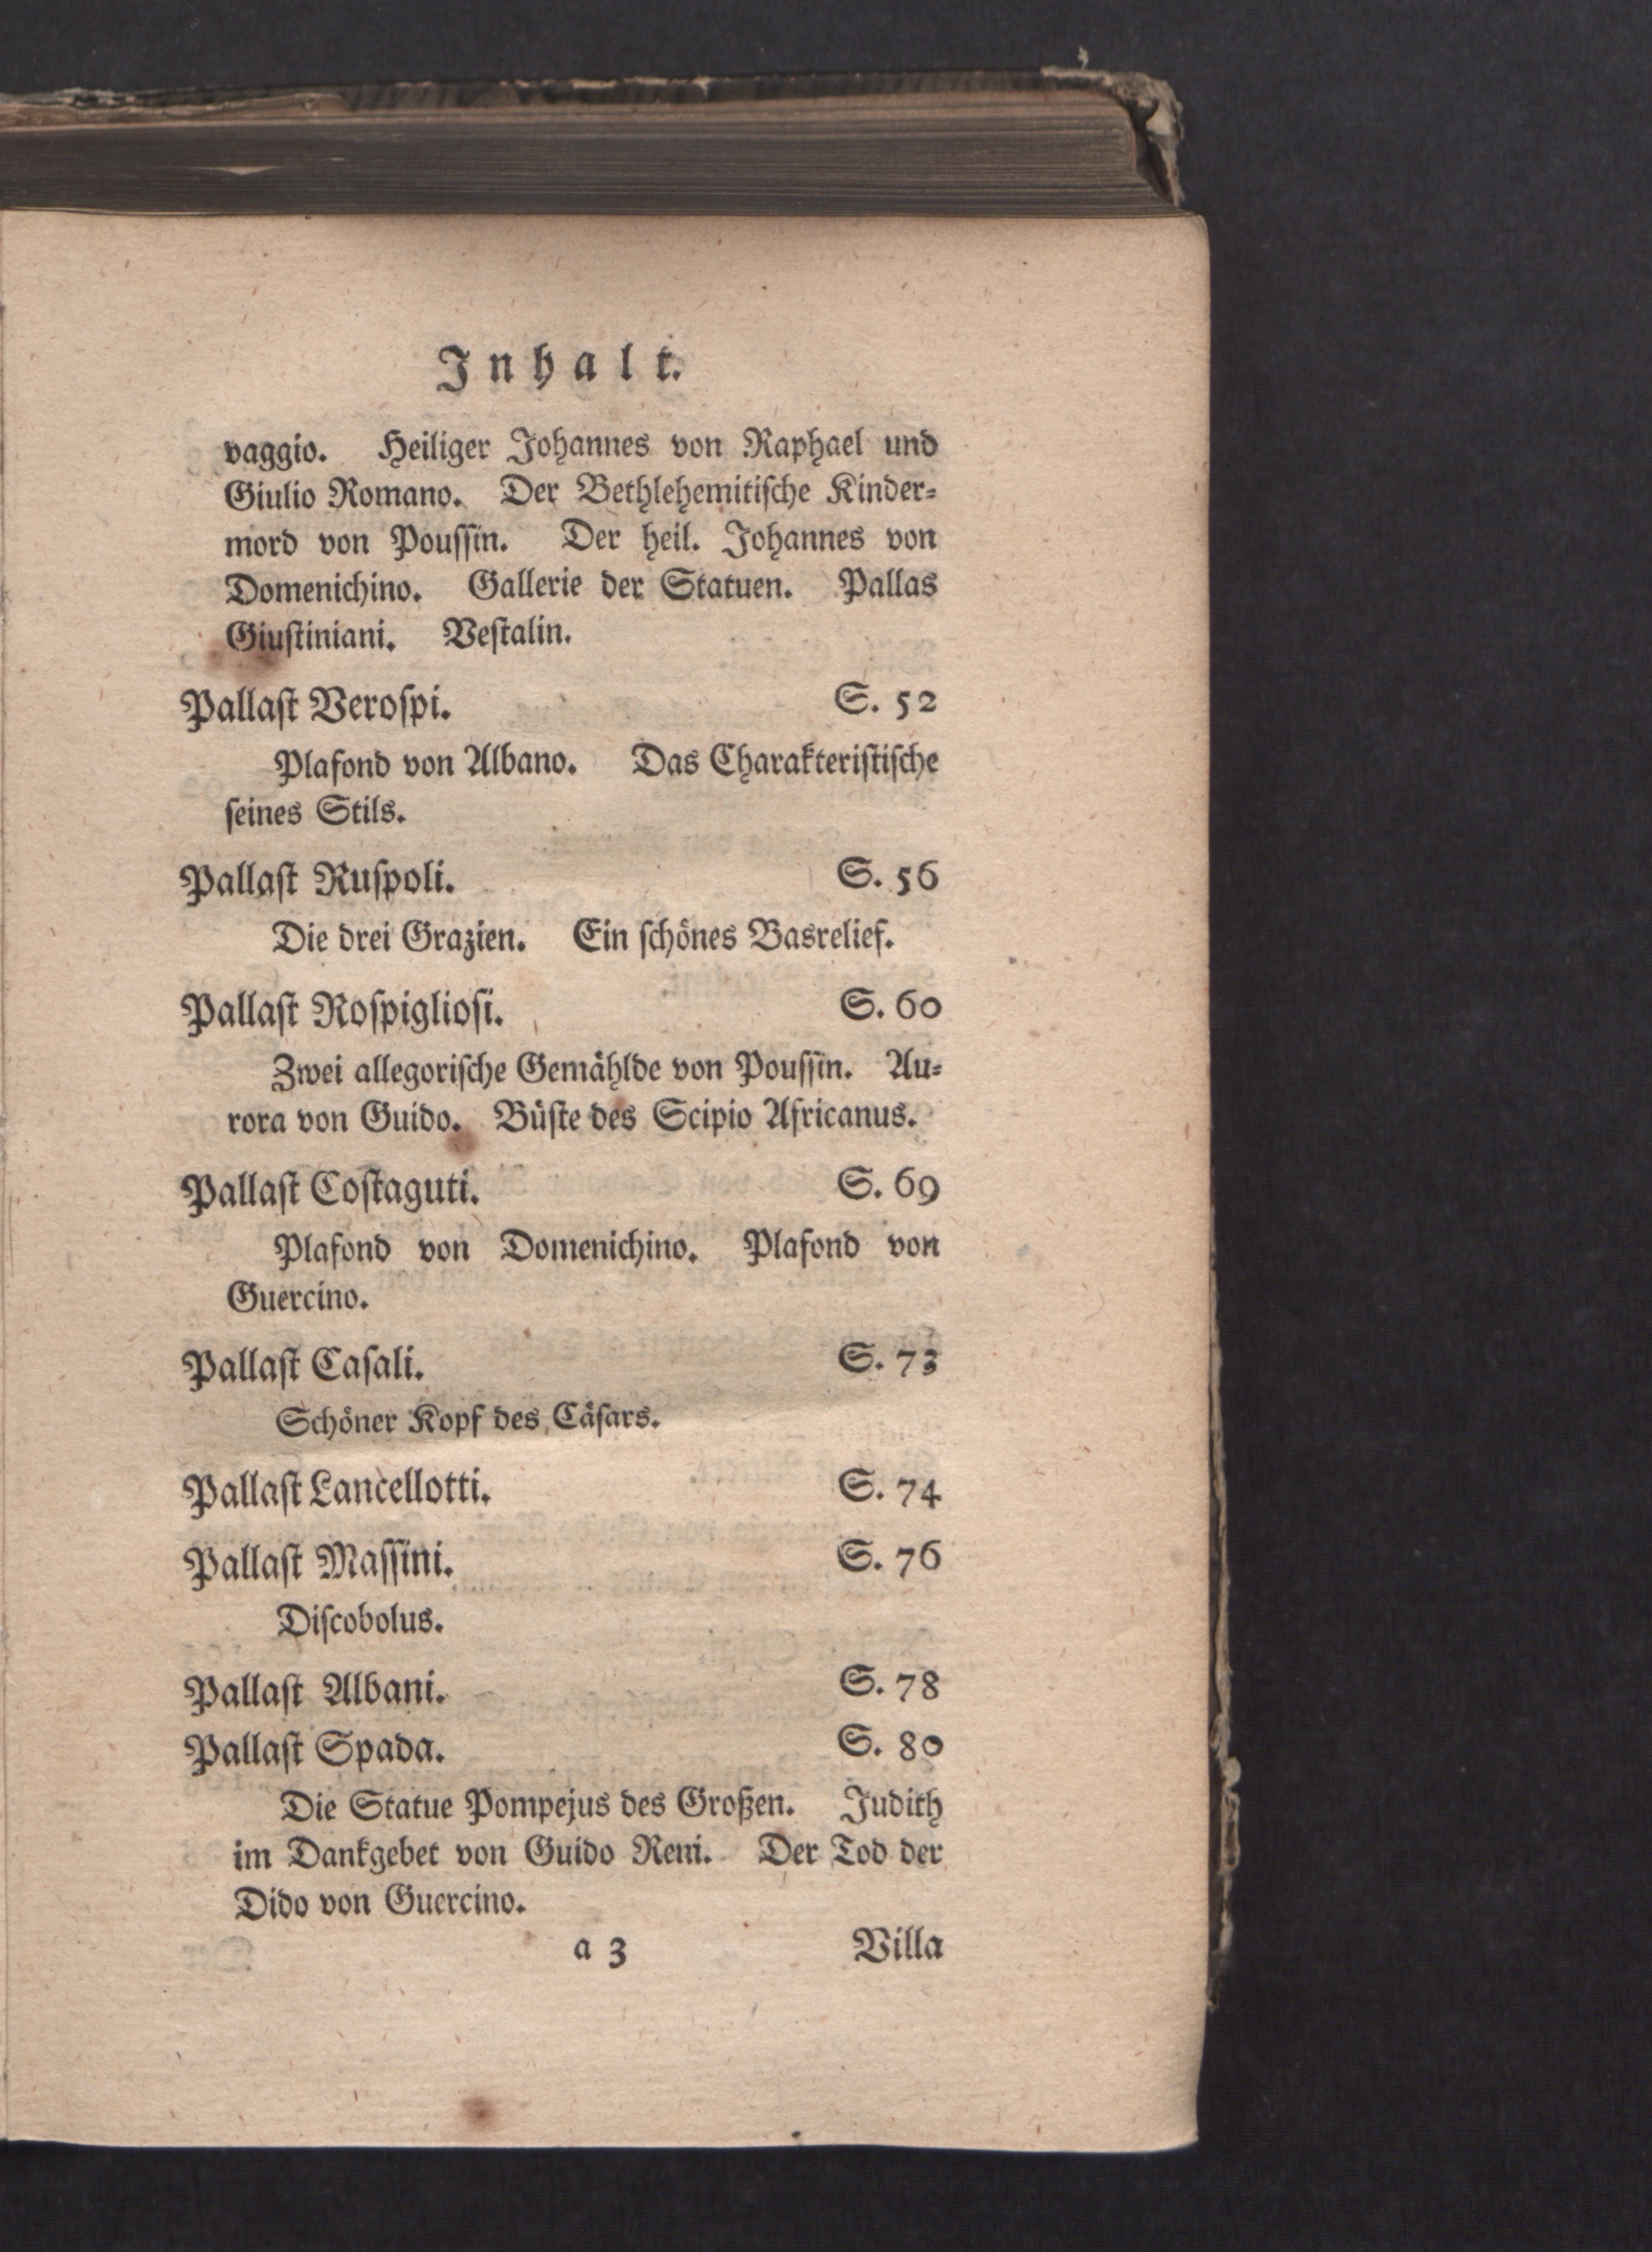 Inhalt.
vaggio. Heiliger Johannes von Raphael und
Giulio Romano. Der Bethlehemitiſche Kinder⸗
mord von Pouſſin. Der heil. Johannes von
Domenichino. Gallerie der Statuen. Pallas
Giuſtiniani. Veſtalin.
Pallaſt Veroſpi. S. 52
Plafond von Albano. Das Charakteriſtiſche
ſeines Stils.
Pallaſt Ruſpoli. S. 56
Die drei Grazien. Ein ſchönes Basrelief.
Pallaſt Roſpiglioſi. S. 60
Zwei allegoriſche Gemählde von Pouſſin. Au⸗
rora von Guido. Büſte des Scipio Africanus.
Pallaſt Coſtaguti. S. 69
Plafond von Domenichino. Plafond von
Guercino.
Pallaſt Caſali. S. 73
Schöner Kopf des Cäſars.
Pallaſt Lancellotti. S. 74
Pallaſt Maſſini. S. 76
Diſcobolus.
Pallaſt Albani. S. 78
Pallaſt Spada. S. 80
Die Statue Pompejus des Großen. Judith
im Dankgebet von Guido Reni. Der Tod der
Dido von Guercino.
a 3 Villa